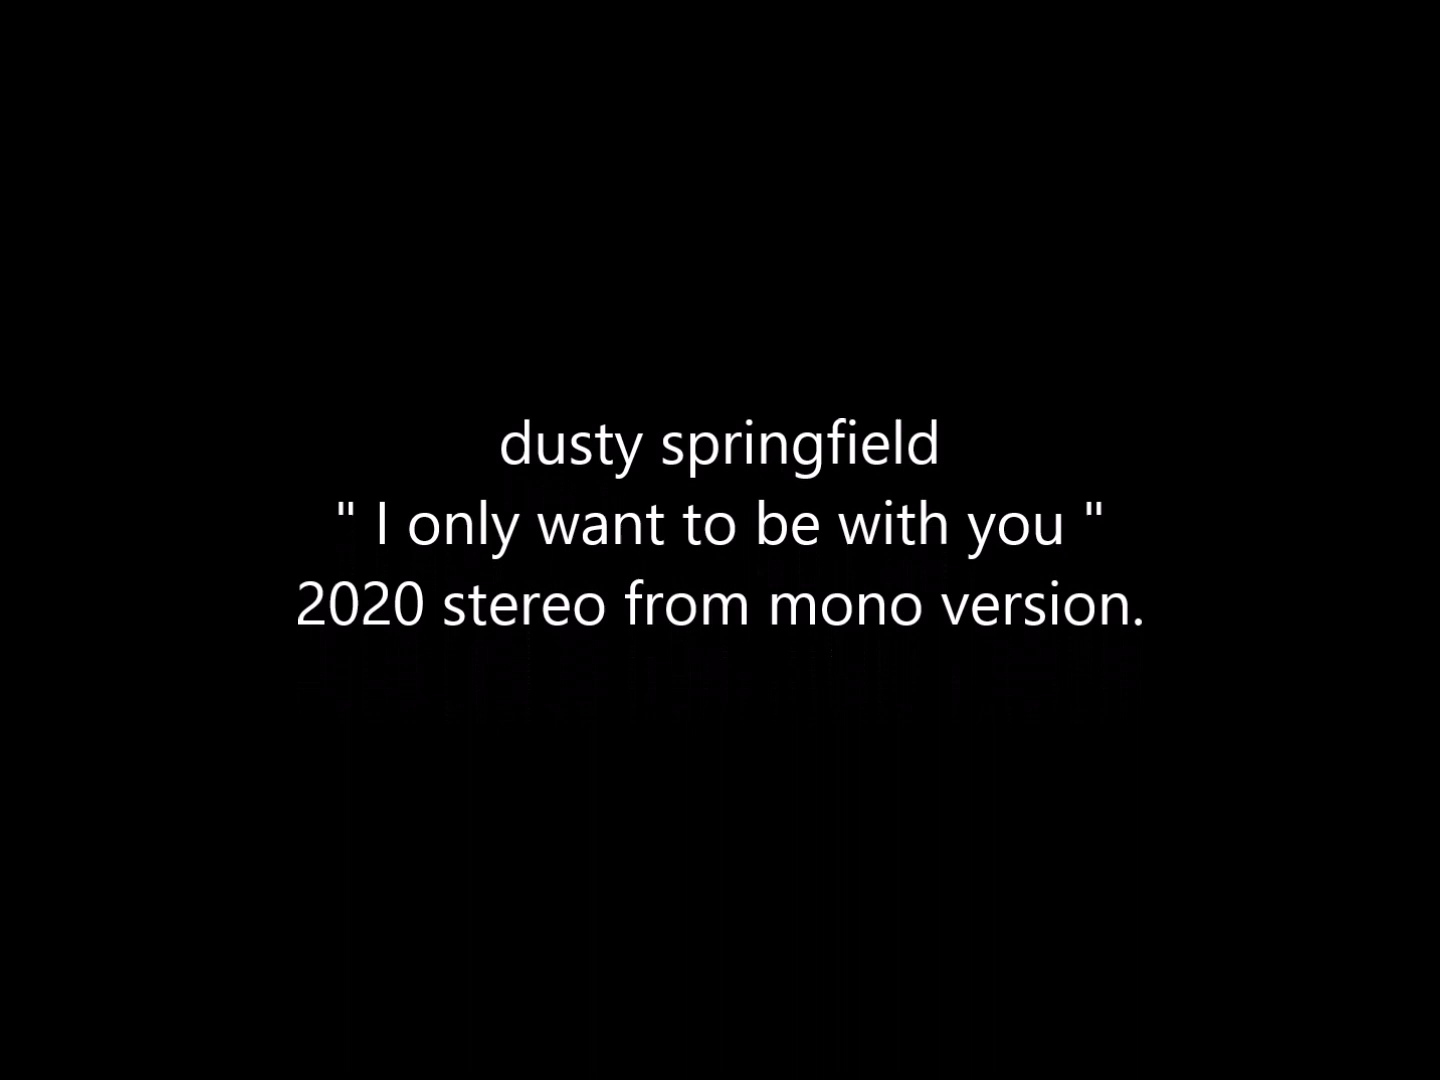 dusty springfield
" I only want to be with you "
2020 stereo from mono version.